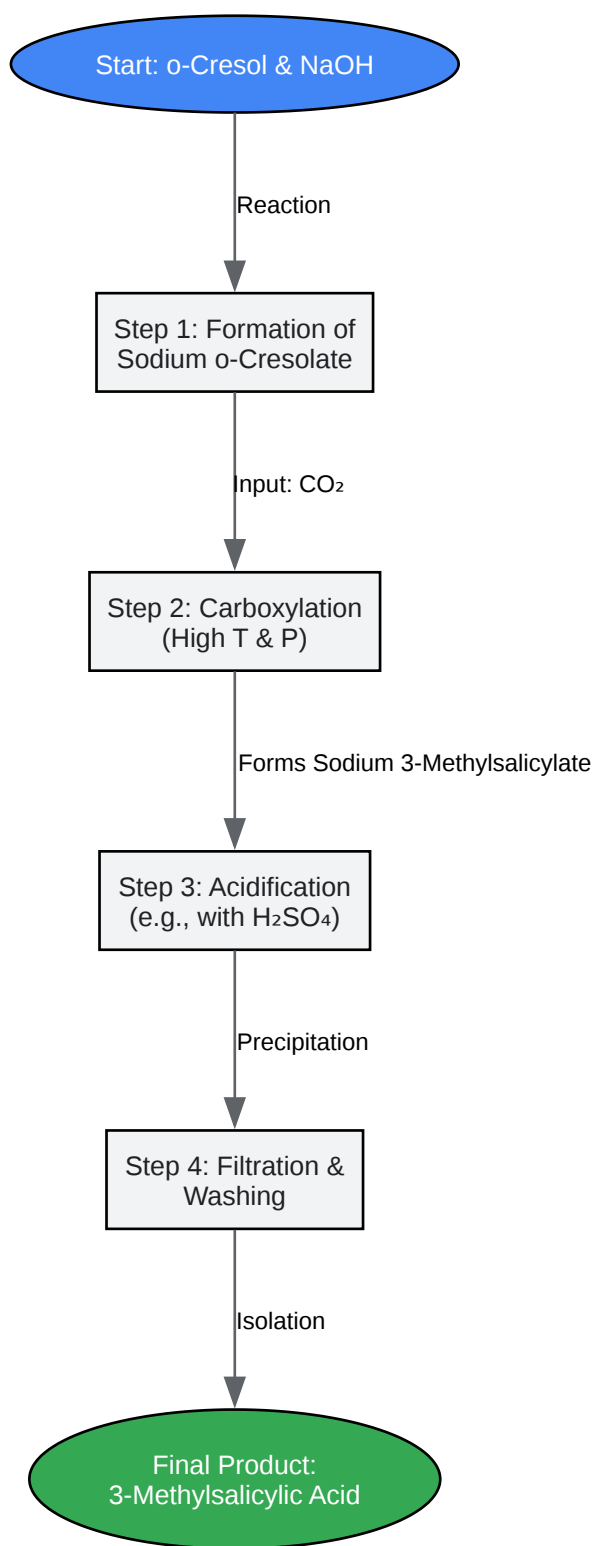 Start: o-Cresol & NaOH
Reaction
Step 1: Formation of
Sodium o-Cresolate
Input: CO₂
Step 2: Carboxylation
(High T & P)
Forms Sodium 3-Methylsalicylate
Step 3: Acidification
(e.g., with H₂SO₄)
Precipitation
Step 4: Filtration &
Washing
Isolation
Final Product:
3-Methylsalicylic Acid